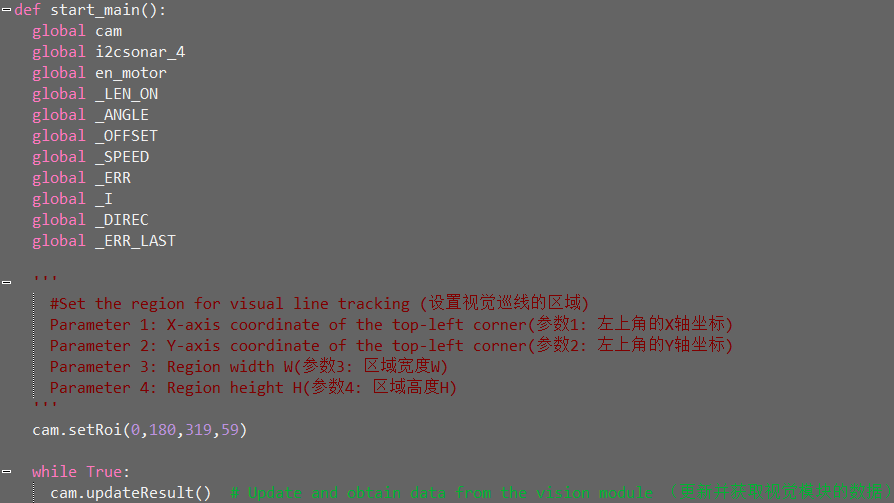 def start_main():
global cam
global i2csonar_4
global en_motor
global _LEN_ON
global _ANGLE
global _OFFSET
global _SPEED
global _ERR
global _I
global _DIREC
global _ERR_LAST
'''
#Set the region for visual line tracking (设置视觉巡线的区域)
Parameter 1: X-axis coordinate of the top-left corner(参数1: 左上角的X轴坐标)
Parameter 2: Y-axis coordinate of the top-left corner(参数2: 左上角的Y轴坐标)
Parameter 3: Region width W(参数3: 区域宽度W)
Parameter 4: Region height H(参数4: 区域高度H)
'''
cam.setRoi(0,180,319,59)
while True:
cam.updateResult() # Update and obtain data from the vision module (更新并获取视觉模块的数据